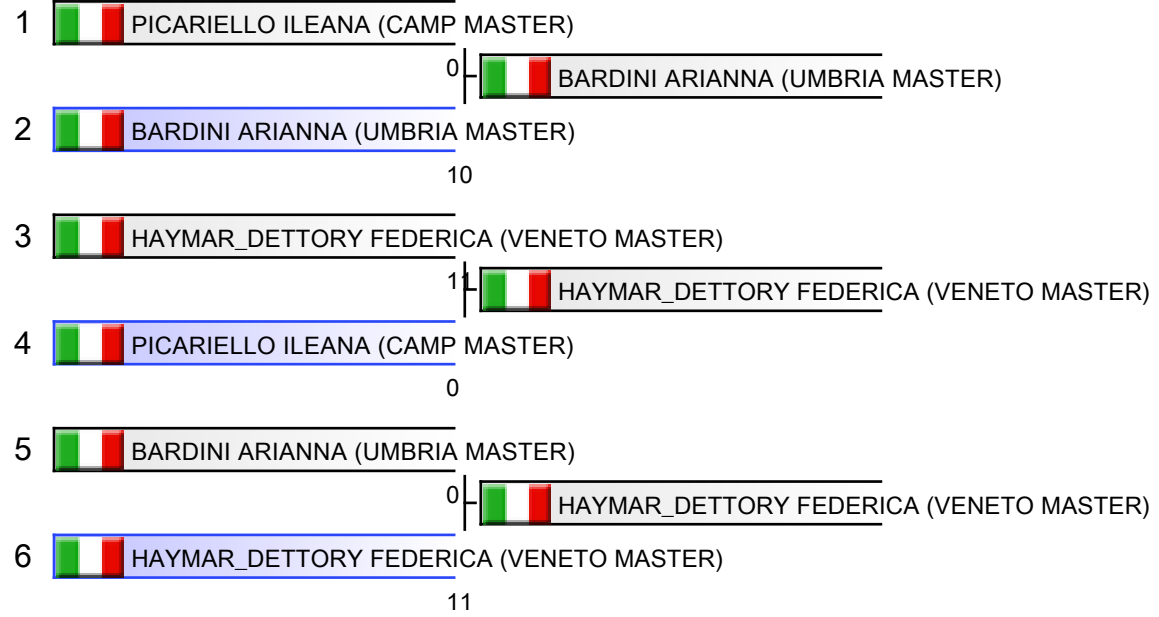 1 PICARIELLO ILEANA (CAMP MASTER)
0 BARDINI ARIANNA (UMBRIA MASTER)
2 BARDINI ARIANNA (UMBRIA MASTER)
10
3 HAYMAR_DETTORY FEDERICA (VENETO MASTER)
11 HAYMAR_DETTORY FEDERICA (VENETO MASTER)
4 PICARIELLO ILEANA (CAMP MASTER)
0
5 BARDINI ARIANNA (UMBRIA MASTER)
0 HAYMAR_DETTORY FEDERICA (VENETO MASTER)
6 HAYMAR_DETTORY FEDERICA (VENETO MASTER)
11